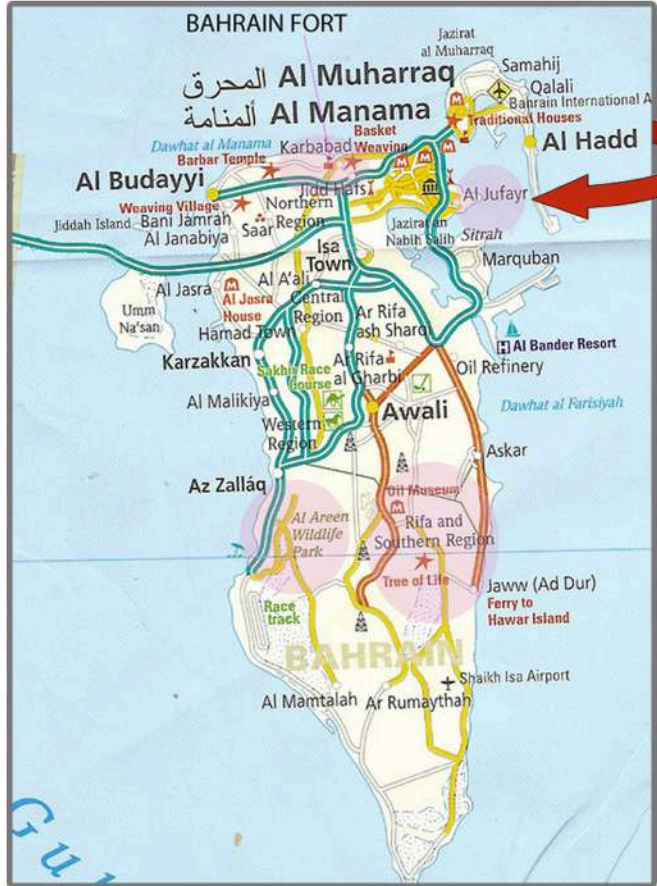 BAHRAIN FORT
Jazirat
al Muharraq
Samahij
المحرق Al Muharraq
Qalali
ألمنامة Al Manama
Bahrain International A
Traditional Houses
Dawhat al Manama
Karbabad
Basket
Weaving
Al Hadd
Barbar Temple
Al Budayyi
Jidd Hafs
Al Jufayr
Weaving Village
Northern
Region
Jiddah Island
Bani Jamrah
Saar
Jazirat an
Nabih Salih
Sitrah
Al Janabiya
Isa
Town
Marquban
Al Jasra
Al A'ali
Umm
Na'san
Al Jasra
House
Central
Region
Ar Rifa
ash Sharqi
Hamad Town
Al Bander Resort
Karzakkan
Ar Rifa
al Gharbi
Oil Refinery
Sakhir Race
Course
Al Malikiya
Awali
Dawhat al Farisiyah
Western
Region
Askar
Az Zalláq
Oil Museum
Al Areen
Wildlife
Park
Rifa and
Southern Region
Tree of Life
Jaww (Ad Dur)
Ferry to
Hawar Island
Race
track
BAHRAIN
Shaikh Isa Airport
Al Mamtalah
Ar Rumaythah
Gul